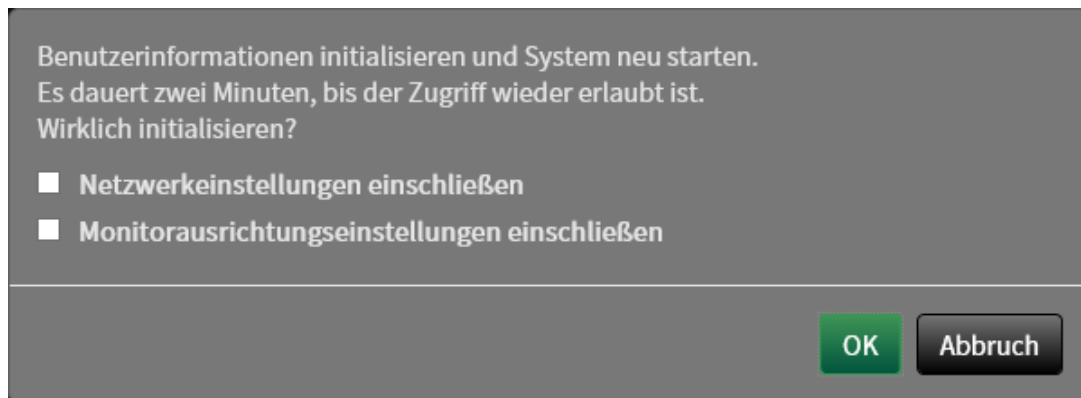 Benutzerinformationen initialisieren und System neu starten.
Es dauert zwei Minuten, bis der Zugriff wieder erlaubt ist.
Wirklich initialisieren?
Netzwerkeinstellungen einschließen
Monitorausrichtungseinstellungen einschließen
OK Abbruch